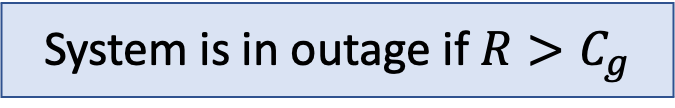 System is in outage if R > C_g